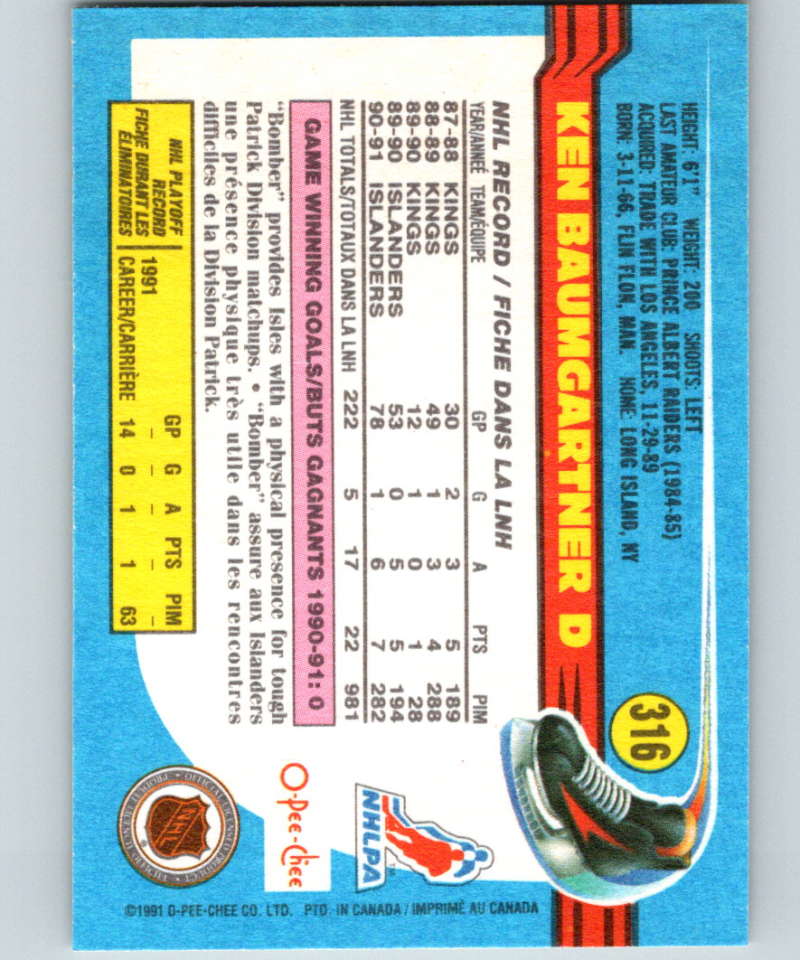 316
HEIGHT: 6'1" WEIGHT: 200 SHOOTS: LEFT
LAST AMATEUR CLUB: PRINCE ALBERT RAIDERS (1984-85)
ACQUIRED: TRADE WITH LOS ANGELES, 11-29-89
BORN: 3-11-66, FLIN FLON, MAN. HOME: LONG ISLAND, NY
KEN BAUMGARTNER D
NHL RECORD / FICHE DANS LA LNH
YEAR/ANNÉE TEAM/ÉQUIPE GP G A PTS PIM
87-88 KINGS 30 2 3 5 189
88-89 KINGS 49 1 3 4 288
89-90 KINGS 12 1 0 1 28
89-90 ISLANDERS 53 0 5 5 194
90-91 ISLANDERS 78 1 6 7 282
NHL TOTALS/TOTAUX DANS LA LNH 222 5 17 22 981
GAME WINNING GOALS/BUTS GAGNANTS 1990-91: 0
"Bomber" provides Isles with a physical presence for tough
Patrick Division matchups. • "Bomber" assure aux Islanders
une présence physique très utile dans les rencontres
difficiles de la Division Patrick.
NHL PLAYOFF
RECORD
FICHE DURANT LES
ÉLIMINATOIRES
GP G A PTS PIM
1991 – – – – –
CAREER/CARRIÈRE 14 0 1 1 63
NHLPA TM
O-Pee-Chee
OFFICIAL LICENSED PRODUCT •
NHL
®
©1991 O-PEE-CHEE CO. LTD. PTD. IN CANADA / IMPRIMÉ AU CANADA